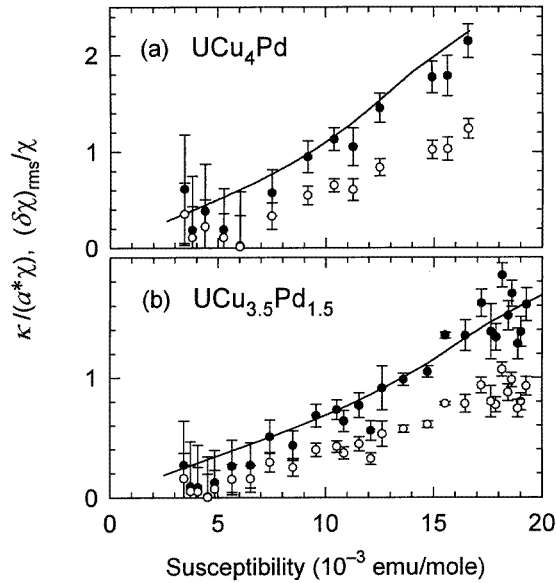 κ/(a*χ), (δχ)rms/χ
2
(a) UCu4Pd
1
0
(b) UCu3.5Pd1.5
1
0
0 5 10 15 20
Susceptibility (10−3 emu/mole)